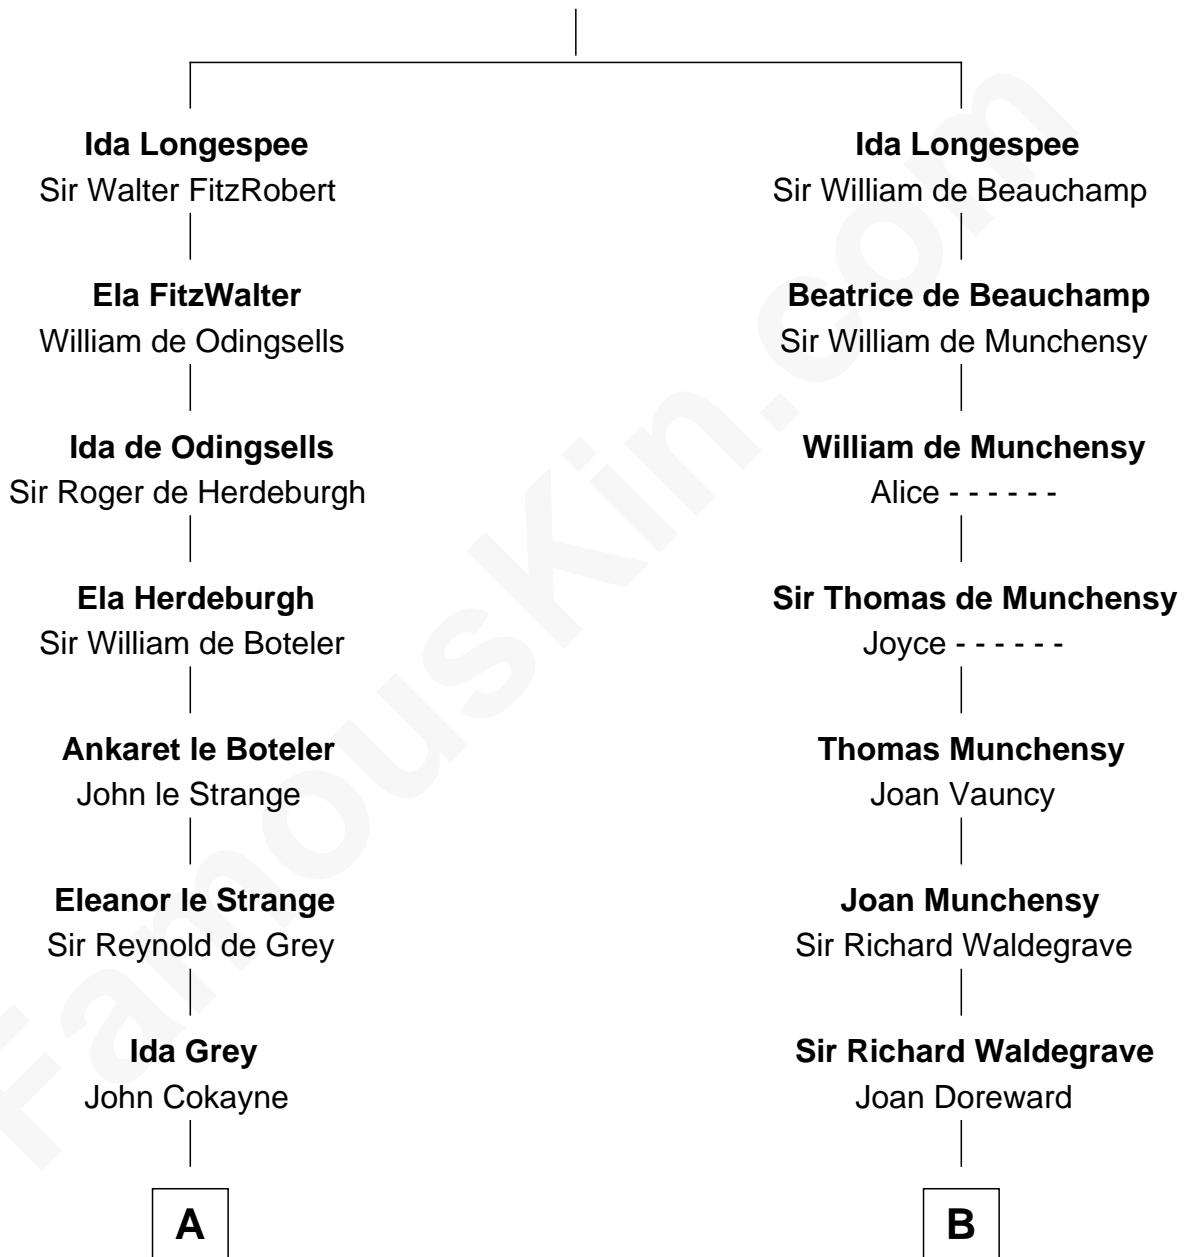 Ida Longespee
Sir Walter FitzRobert
Ela FitzWalter
William de Odingsells
Ida de Odingsells
Sir Roger de Herdeburgh
Ela Herdeburgh
Sir William de Boteler
Ankaret le Boteler
John le Strange
Eleanor le Strange
Sir Reynold de Grey
Ida Grey
John Cokayne
A
Ida Longespee
Sir William de Beauchamp
Beatrice de Beauchamp
Sir William de Munchensy
William de Munchensy
Alice - - - - - -
Sir Thomas de Munchensy
Joyce - - - - - -
Thomas Munchensy
Joan Vauncy
Joan Munchensy
Sir Richard Waldegrave
Sir Richard Waldegrave
Joan Doreward
B
FamousKin.com